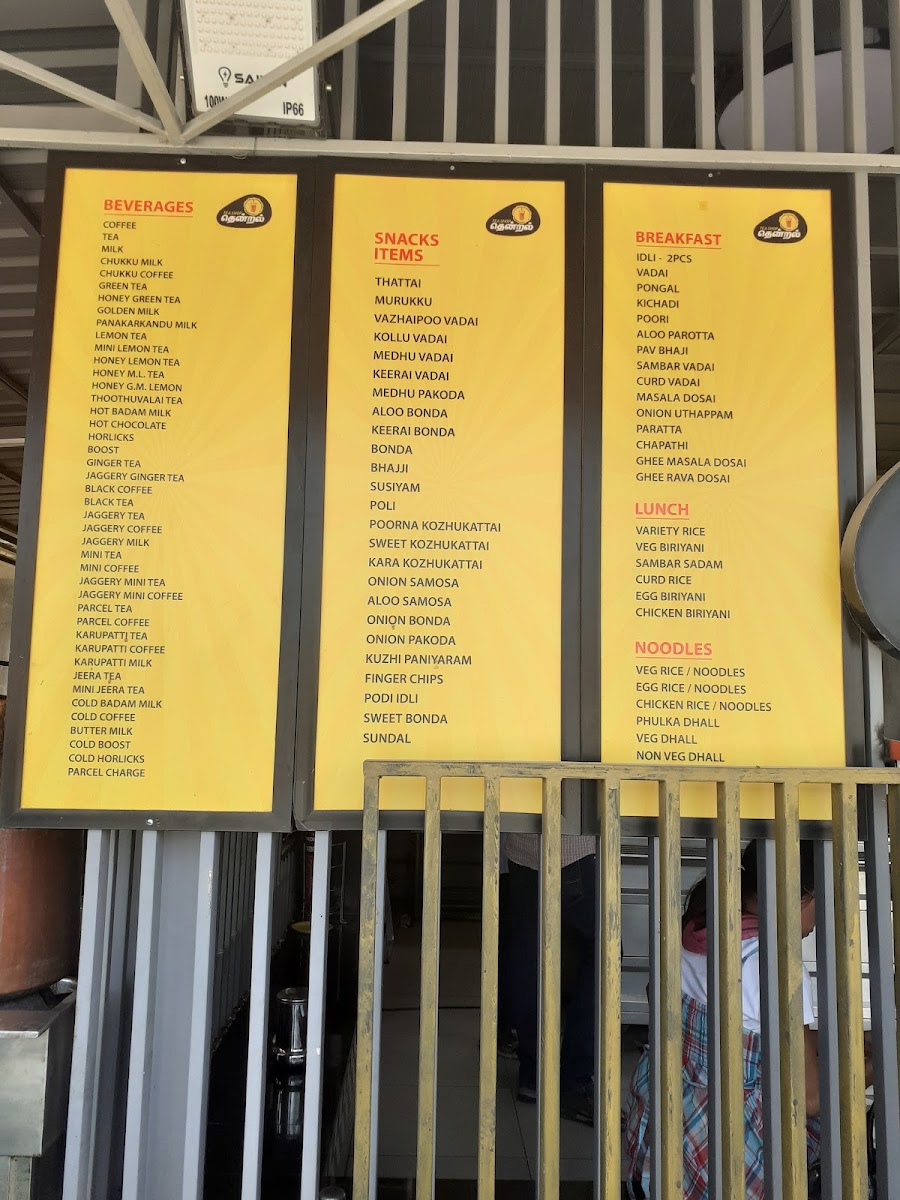 SA
100W
IP66
BEVERAGES
TEA SHOP
தென்றல்
COFFEE
TEA
MILK
CHUKKU MILK
CHUKKU COFFEE
GREEN TEA
HONEY GREEN TEA
GOLDEN MILK
PANAKARKANDU MILK
LEMON TEA
MINI LEMON TEA
HONEY LEMON TEA
HONEY M.L. TEA
HONEY G.M. LEMON
THOOTHUVALAI TEA
HOT BADAM MILK
HOT CHOCOLATE
HORLICKS
BOOST
GINGER TEA
JAGGERY GINGER TEA
BLACK COFFEE
BLACK TEA
JAGGERY TEA
JAGGERY COFFEE
JAGGERY MILK
MINI TEA
MINI COFFEE
JAGGERY MINI TEA
JAGGERY MINI COFFEE
PARCEL TEA
PARCEL COFFEE
KARUPATTI TEA
KARUPATTI COFFEE
KARUPATTI MILK
JEERA TEA
MINI JEERA TEA
COLD BADAM MILK
COLD COFFEE
BUTTER MILK
COLD BOOST
COLD HORLICKS
PARCEL CHARGE
TEA SHOP
தென்றல்
SNACKS
ITEMS
THATTAI
MURUKKU
VAZHAIPOO VADAI
KOLLU VADAI
MEDHU VADAI
KEERAI VADAI
MEDHU PAKODA
ALOO BONDA
KEERAI BONDA
BONDA
BHAJJI
SUSIYAM
POLI
POORNA KOZHUKATTAI
SWEET KOZHUKATTAI
KARA KOZHUKATTAI
ONION SAMOSA
ALOO SAMOSA
ONION BONDA
ONION PAKODA
KUZHI PANIYARAM
FINGER CHIPS
PODI IDLI
SWEET BONDA
SUNDAL
TEA SHOP
தென்றல்
BREAKFAST
IDLI - 2PCS
VADAI
PONGAL
KICHADI
POORI
ALOO PAROTTA
PAV BHAJI
SAMBAR VADAI
CURD VADAI
MASALA DOSAI
ONION UTHAPPAM
PARATTA
CHAPATHI
GHEE MASALA DOSAI
GHEE RAVA DOSAI
LUNCH
VARIETY RICE
VEG BIRIYANI
SAMBAR SADAM
CURD RICE
EGG BIRIYANI
CHICKEN BIRIYANI
NOODLES
VEG RICE / NOODLES
EGG RICE / NOODLES
CHICKEN RICE / NOODLES
PHULKA DHALL
VEG DHALL
NON VEG DHALL